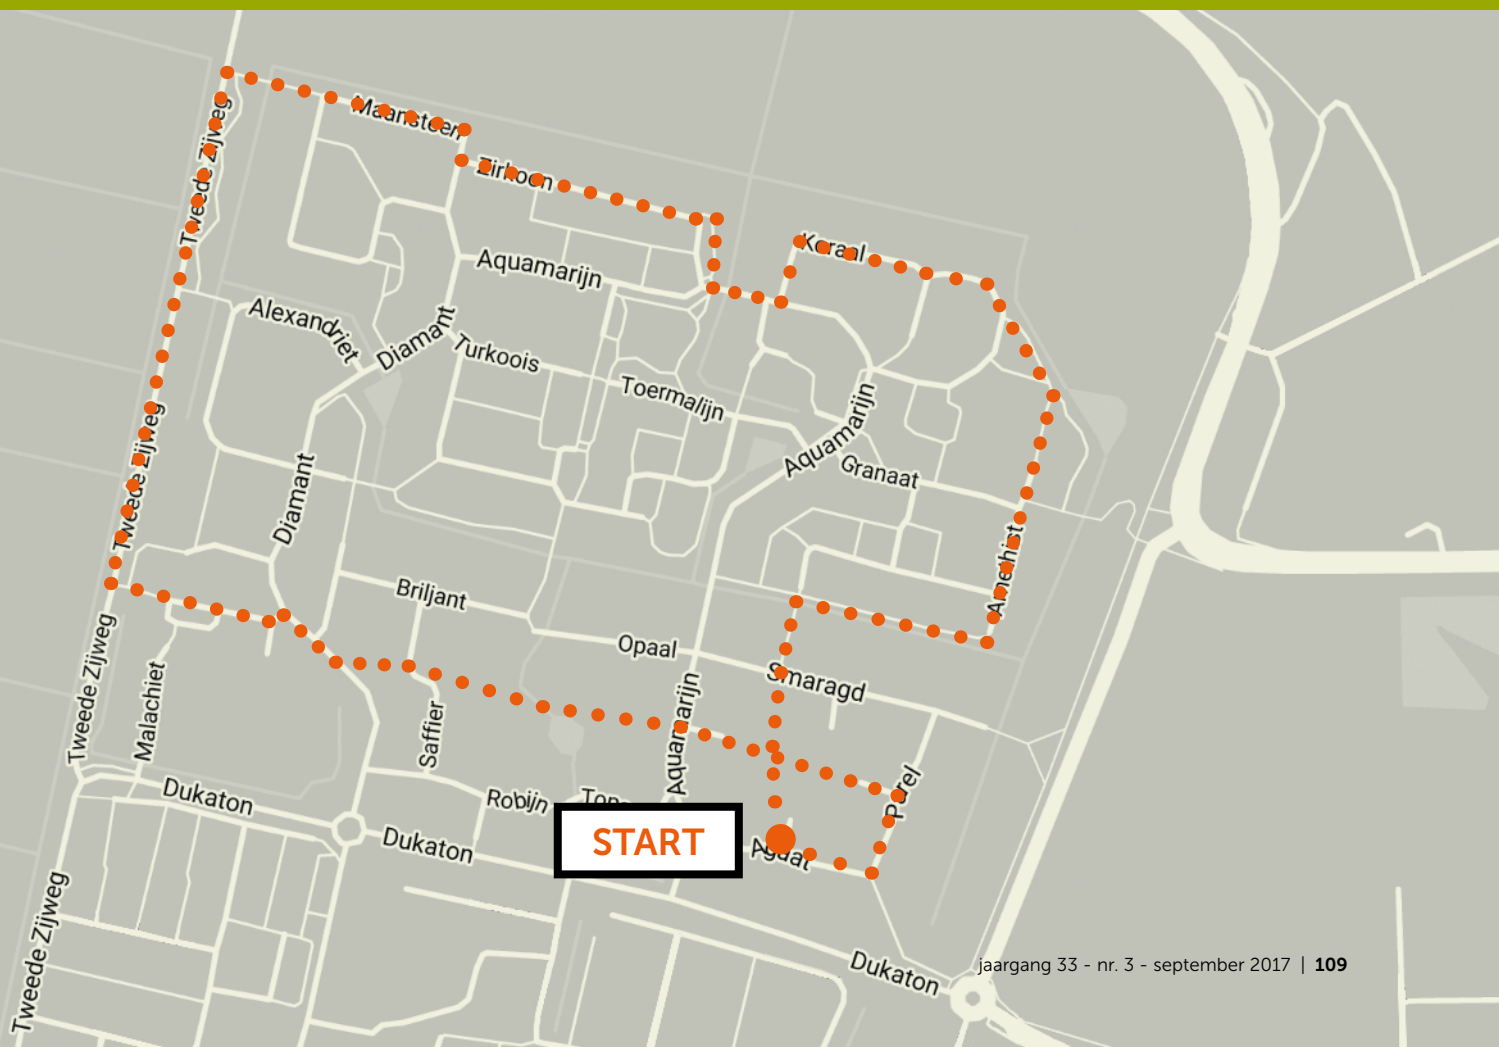 Maansteen
Zirkoon
Tweede Zijweg
Koraal
Aquamarijn
Alexandriet
Diamant
Turkoois
Toermalijn
Aquamarijn
Granaat
Tweede Zijweg
Diamant
Amethist
Briljant
Opaal
Smaragd
Tweede Zijweg
Malachiet
Saffier
Aquamarijn
Parel
Dukaton
Robijn
START
Dukaton
Agaat
Tweede Zijweg
Dukaton
jaargang 33 - nr. 3 - september 2017 | 109